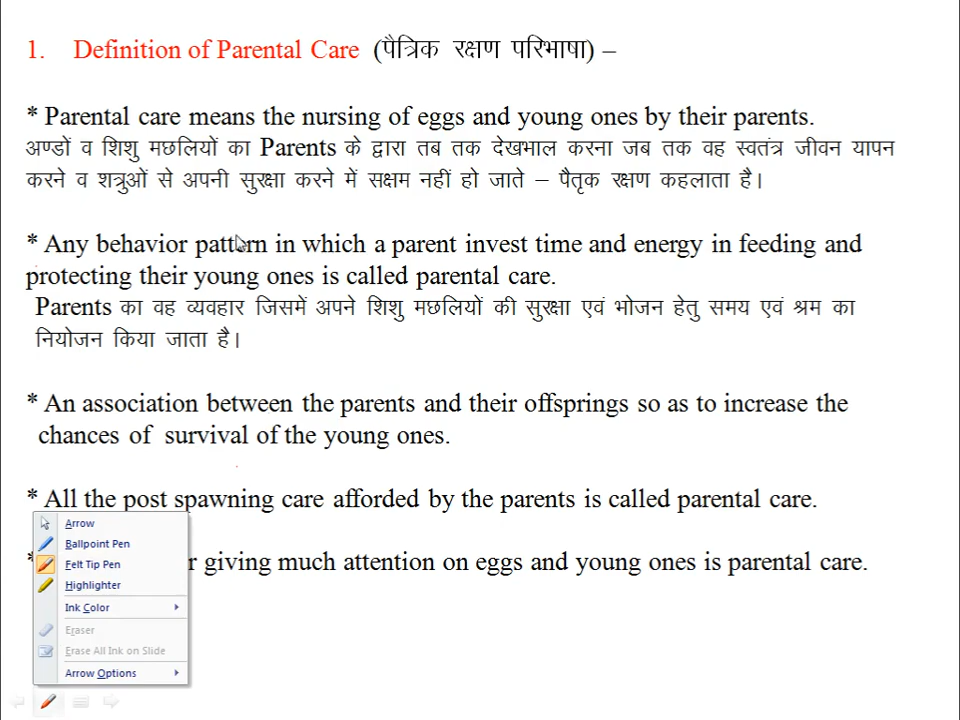 1. Definition of Parental Care (पैत्रिक रक्षण परिभाषा) –
* Parental care means the nursing of eggs and young ones by their parents.
अण्डों व शिशु मछलियों का Parents के द्वारा तब तक देखभाल करना जब तक वह स्वतंत्र जीवन यापन
करने व शत्रुओं से अपनी सुरक्षा करने में सक्षम नहीं हो जाते – पैतृक रक्षण कहलाता है।
* Any behavior pattern in which a parent invest time and energy in feeding and
protecting their young ones is called parental care.
Parents का वह व्यवहार जिसमें अपने शिशु मछलियों की सुरक्षा एवं भोजन हेतु समय एवं श्रम का
नियोजन किया जाता है।
* An association between the parents and their offsprings so as to increase the
chances of survival of the young ones.
* All the post spawning care afforded by the parents is called parental care.
* giving much attention on eggs and young ones is parental care.
Arrow
Ballpoint Pen
Felt Tip Pen
Highlighter
Ink Color
Eraser
Erase All Ink on Slide
Arrow Options